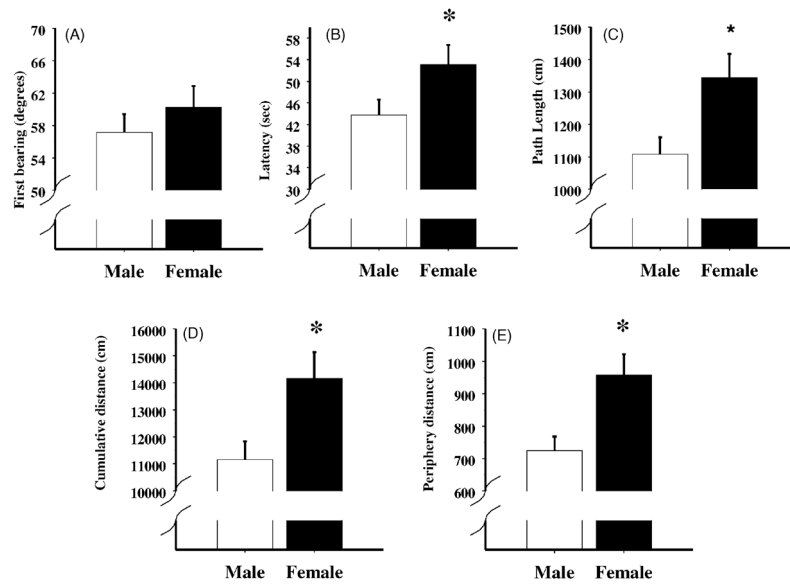 (A)
First bearing (degrees)
70
66
62
58
54
50
Male Female
(B)
*
Latency (sec)
58
54
50
46
42
38
34
30
Male Female
(C)
*
Path Length (cm)
1500
1400
1300
1200
1100
1000
Male Female
(D)
*
Cumulative distance (cm)
16000
15000
14000
13000
12000
11000
10000
Male Female
(E)
*
Periphery distance (cm)
1100
1000
900
800
700
600
Male Female